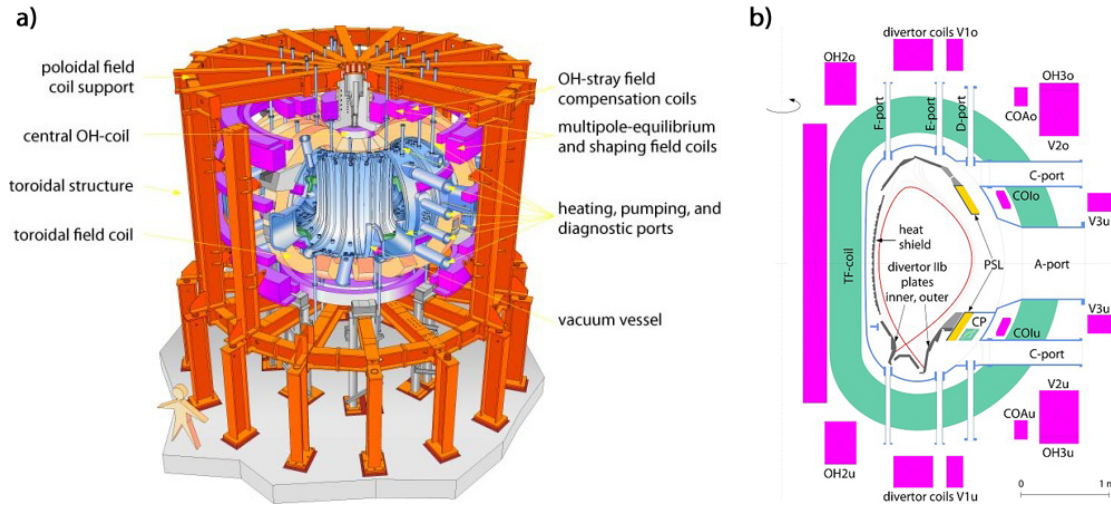 a)
poloidal field
coil support
central OH-coil
toroidal structure
toroidal field coil
OH-stray field
compensation coils
multipole-equilibrium
and shaping field coils
heating, pumping, and
diagnostic ports
vacuum vessel
b)
divertor coils V1o
OH2o
OH3o
COAo
F-port
E-port
D-port
V2o
C-port
COIo
V3u
heat
shield
PSL
TF-coil
divertor IIb
plates
inner, outer
A-port
CP
COIu
V3u
C-port
V2u
COAu
OH2u
OH3u
divertor coils V1u
0
1 m